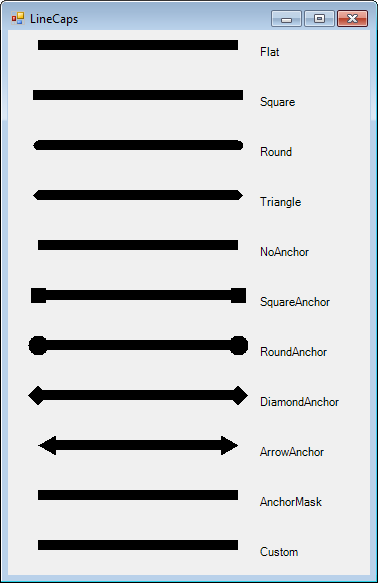 LineCaps
Flat
Square
Round
Triangle
NoAnchor
SquareAnchor
RoundAnchor
DiamondAnchor
ArrowAnchor
AnchorMask
Custom